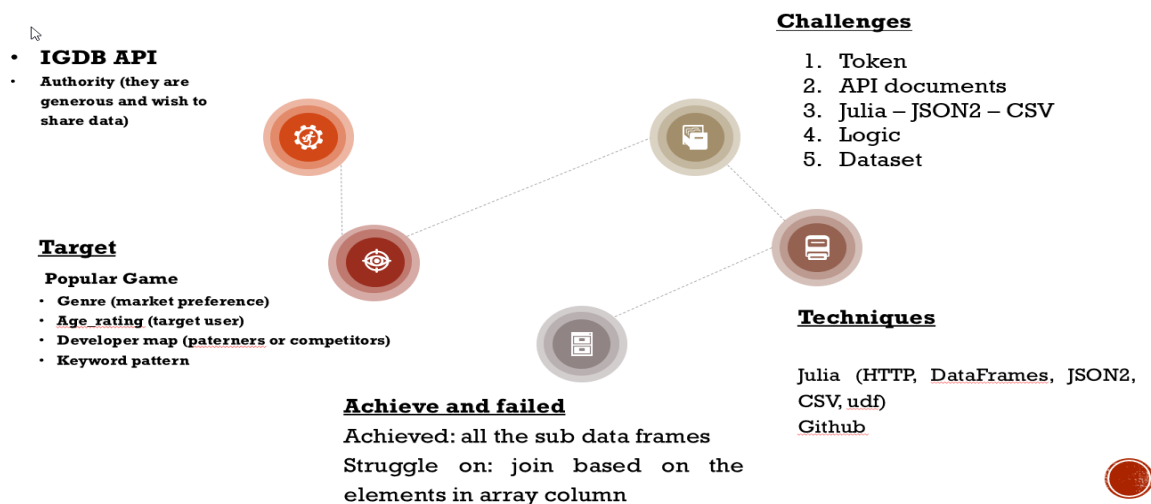 IGDB API
Authority (they are
generous and wish to
share data)
Target
Popular Game
Genre (market preference)
Age_rating (target user)
Developer map (paterners or competitors)
Keyword pattern
Challenges
1. Token
2. API documents
3. Julia – JSON2 – CSV
4. Logic
5. Dataset
Techniques
Julia (HTTP, DataFrames, JSON2,
CSV, udf)
Github
Achieve and failed
Achieved: all the sub data frames
Struggle on: join based on the
elements in array column